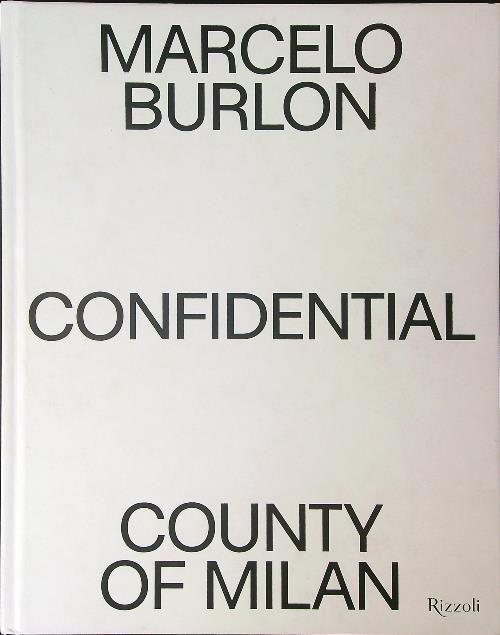 MARCELO
BURLON
CONFIDENTIAL
COUNTY
OF MILAN
Rizzoli